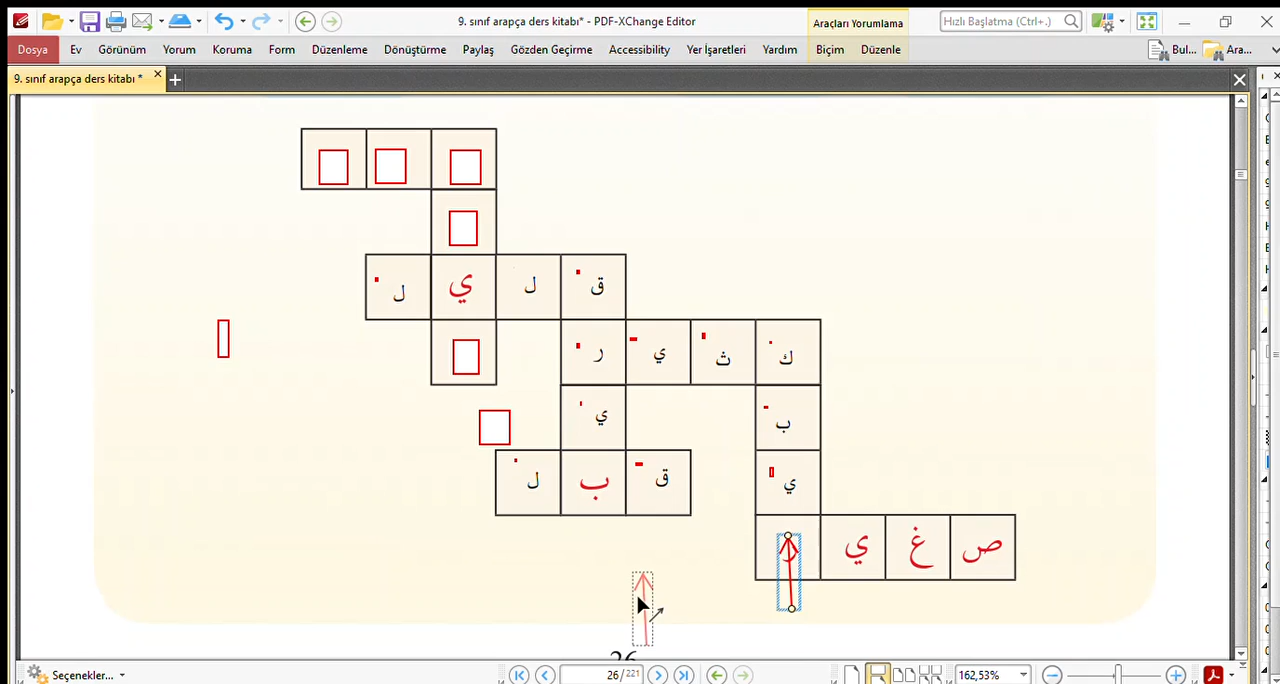 9. sınıf arapça ders kitabı* - PDF-XChange Editor
Araçları Yorumlama
Hızlı Başlatma (Ctrl+.)
Dosya Ev Görünüm Yorum Koruma Form Düzenleme Dönüştürme Paylaş Gözden Geçirme Accessibility Yer İşaretleri Yardım Biçim Düzenle Bul... Ara...
9. sınıf arapça ders kitabı *
ق ل ي ل
ك ث ي ر
ب ي
ق ب ل ي
ص غ ي ر
26
Seçenekler... 26 /221 162,53%